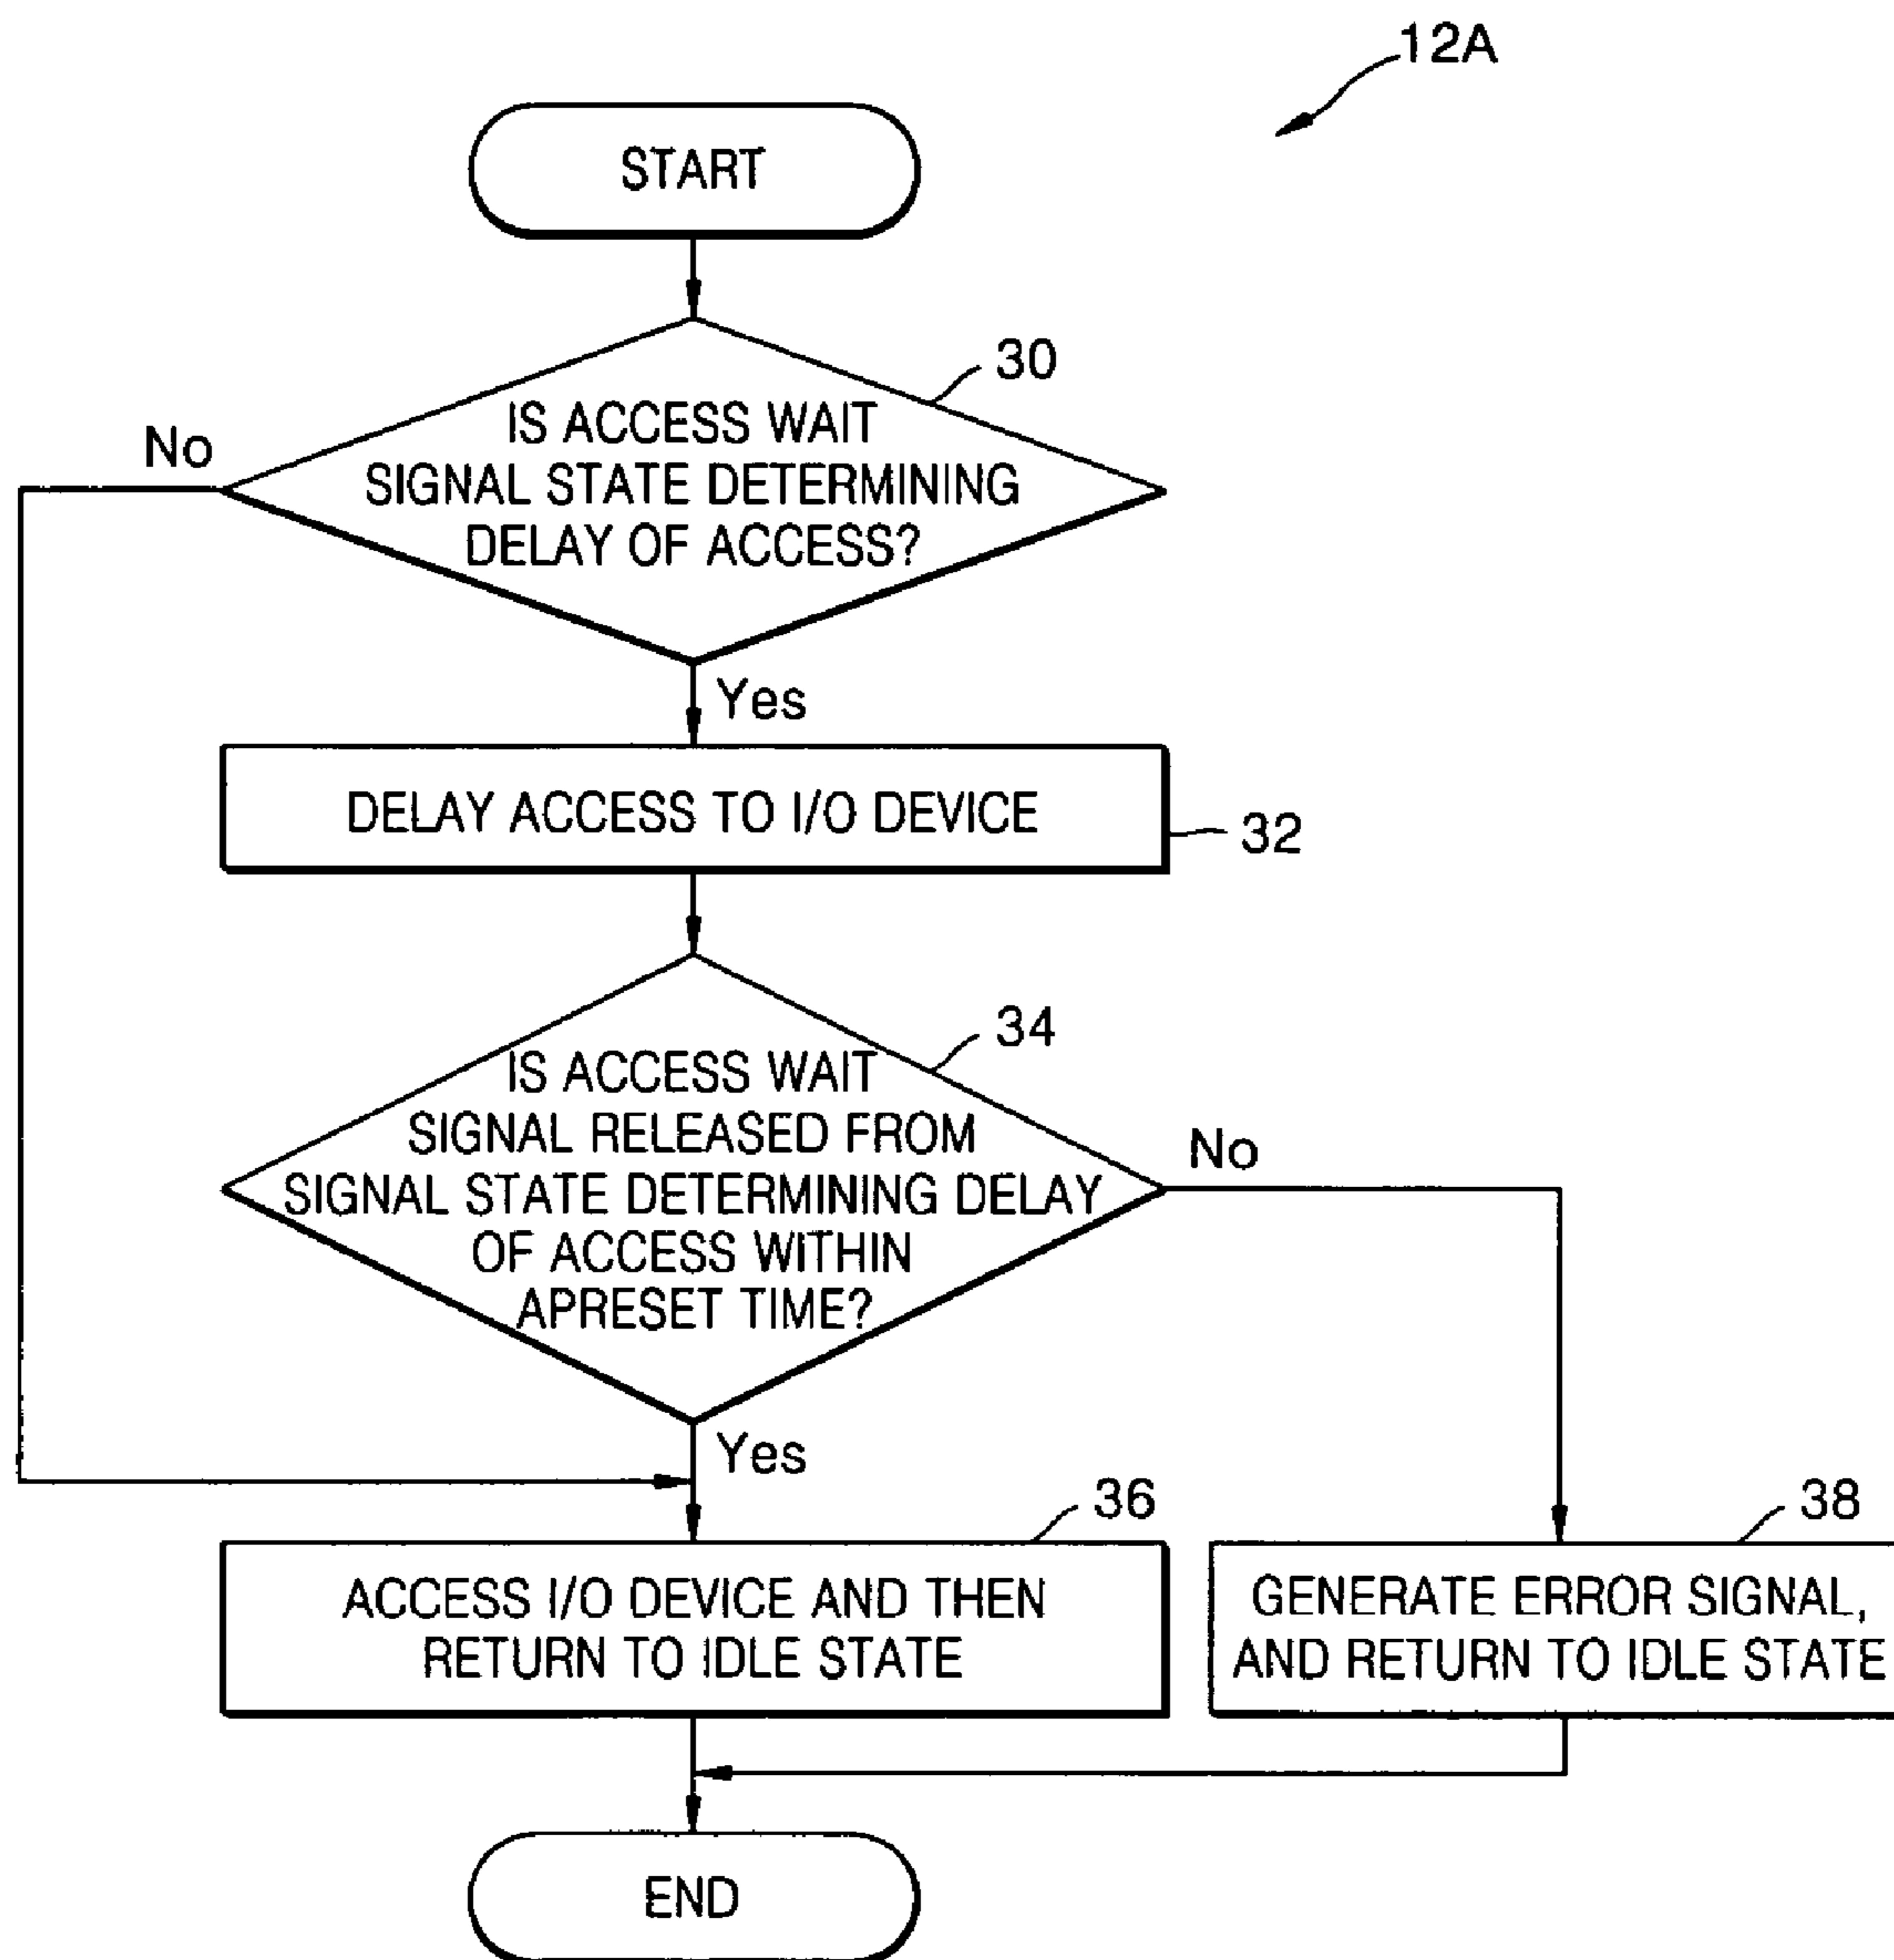 12A
START
30
IS ACCESS WAIT
SIGNAL STATE DETERMINING
DELAY OF ACCESS?
No
Yes
DELAY ACCESS TO I/O DEVICE
32
34
IS ACCESS WAIT
SIGNAL RELEASED FROM
SIGNAL STATE DETERMINING DELAY
OF ACCESS WITHIN
APRESET TIME?
No
Yes
36
ACCESS I/O DEVICE AND THEN
RETURN TO IDLE STATE
38
GENERATE ERROR SIGNAL,
AND RETURN TO IDLE STATE
END